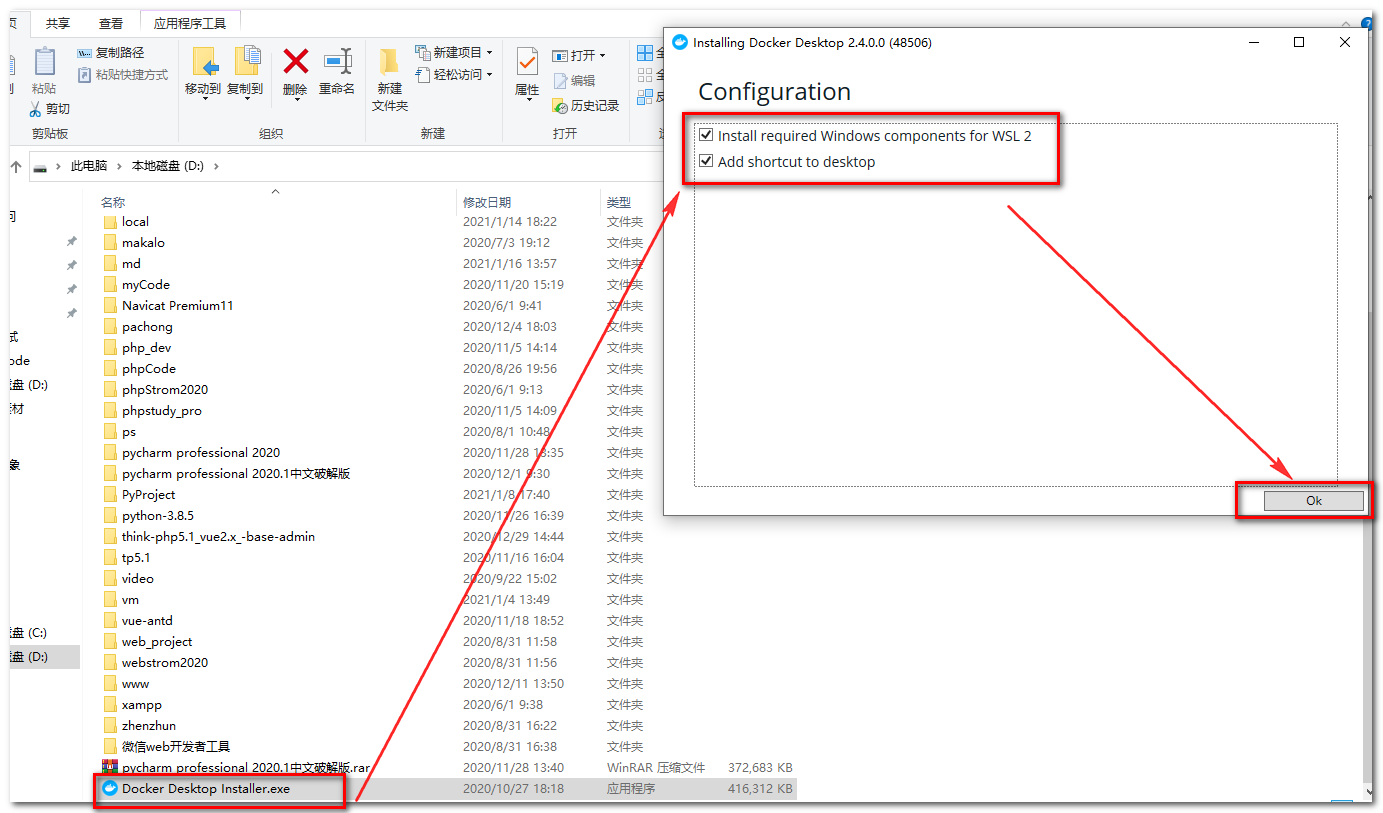 页 共享 查看 应用程序工具
粘贴
复制路径
粘贴快捷方式
剪切
剪贴板
移动到
复制到
删除
重命名
组织
新建
文件夹
新建项目
轻松访问
新建
属性
打开
编辑
历史记录
打开
此电脑 › 本地磁盘 (D:) ›
名称 修改日期 类型
local 2021/1/14 18:22 文件夹
makalo 2020/7/3 19:12 文件夹
md 2021/1/16 13:57 文件夹
myCode 2020/11/20 15:19 文件夹
Navicat Premium11 2020/6/1 9:41 文件夹
pachong 2020/12/4 18:03 文件夹
php_dev 2020/11/5 14:14 文件夹
phpCode 2020/8/26 19:56 文件夹
phpStrom2020 2020/6/1 9:13 文件夹
phpstudy_pro 2020/11/5 14:09 文件夹
ps 2020/8/1 10:48 文件夹
pycharm professional 2020 2020/11/28 13:35 文件夹
pycharm professional 2020.1中文破解版 2020/12/1 9:30 文件夹
PyProject 2021/1/8 17:40 文件夹
python-3.8.5 2020/11/26 16:39 文件夹
think-php5.1_vue2.x_-base-admin 2020/12/29 14:44 文件夹
tp5.1 2020/11/16 16:04 文件夹
video 2020/9/22 15:02 文件夹
vm 2021/1/4 13:49 文件夹
vue-antd 2020/11/18 18:52 文件夹
web_project 2020/8/31 11:58 文件夹
webstrom2020 2020/8/31 11:56 文件夹
www 2020/12/11 13:50 文件夹
xampp 2020/6/1 9:38 文件夹
zhenzhun 2020/8/31 16:22 文件夹
微信web开发者工具 2020/8/31 16:38 文件夹
pycharm professional 2020.1中文破解版.rar 2020/11/28 13:40 WinRAR 压缩文件 372,683 KB
Docker Desktop Installer.exe 2020/10/27 18:18 应用程序 416,312 KB
问
式
ode
磁盘 (D:)
素材
象
磁盘 (C:)
磁盘 (D:)
Installing Docker Desktop 2.4.0.0 (48506)
Configuration
Install required Windows components for WSL 2
Add shortcut to desktop
Ok